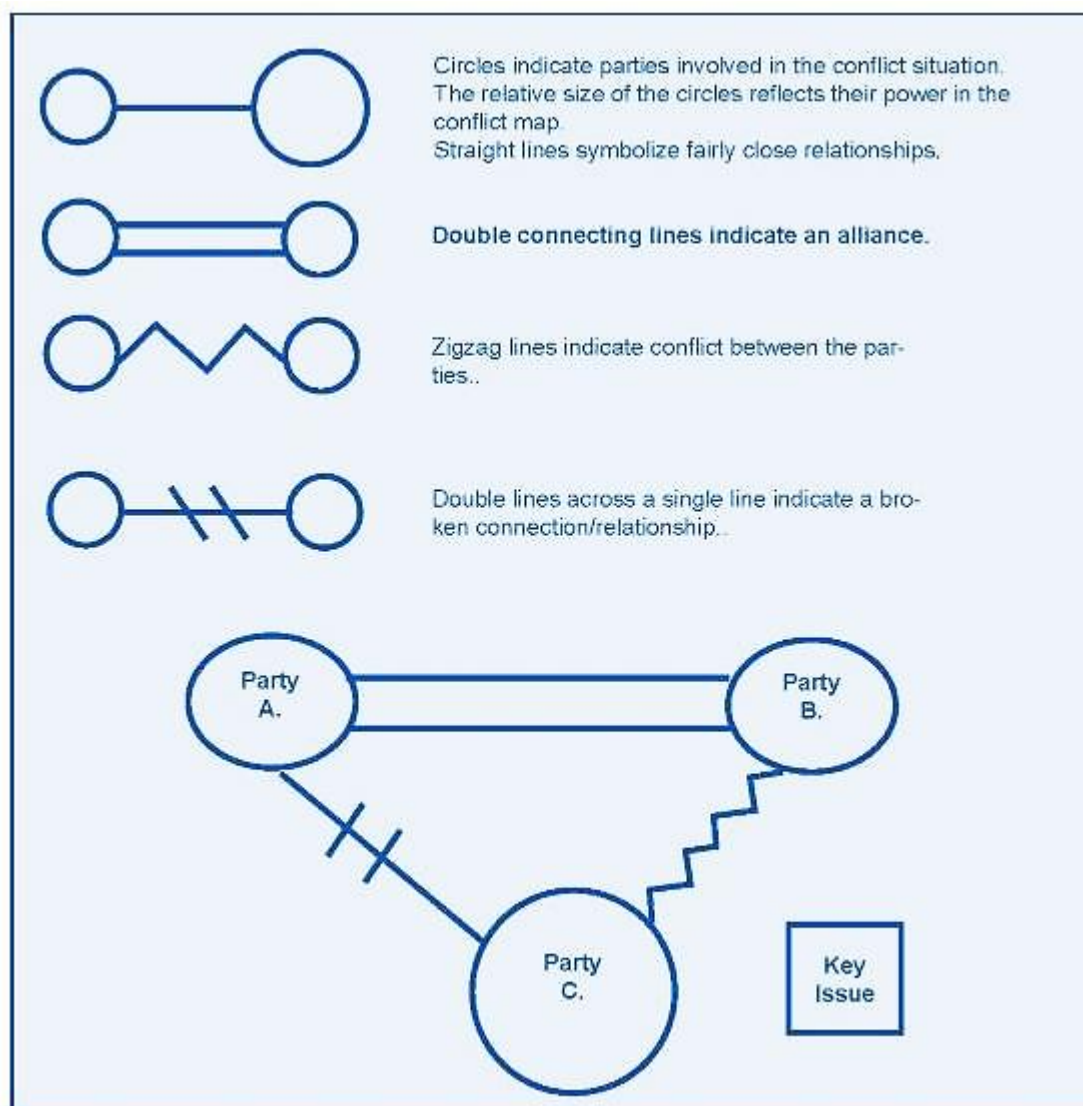 Circles indicate parties involved in the conflict situation.
The relative size of the circles reflects their power in the
conflict map.
Straight lines symbolize fairly close relationships.
Double connecting lines indicate an alliance.
Zigzag lines indicate conflict between the par-
ties..
Double lines across a single line indicate a bro-
ken connection/relationship..
Party
A.
Party
B.
Party
C.
Key
Issue